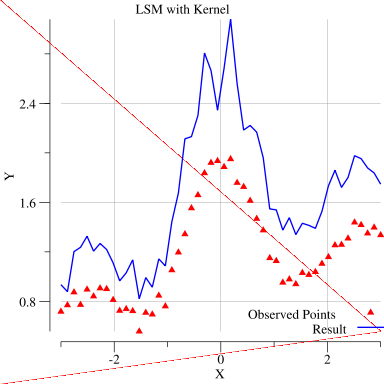 LSM with Kernel
2.4
Y
1.6
0.8
Observed Points
Result
-2
0
2
X